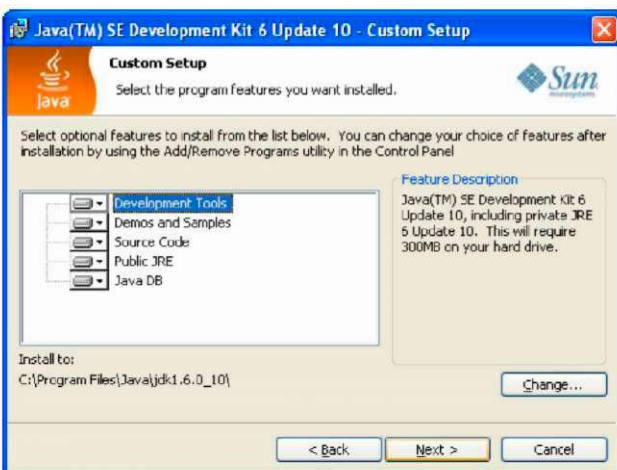 Java(TM) SE Development Kit 6 Update 10 - Custom Setup
Java
Custom Setup
Select the program features you want installed.
Sun
microsystems
Select optional features to install from the list below. You can change your choice of features after
installation by using the Add/Remove Programs utility in the Control Panel
Development Tools
Demos and Samples
Source Code
Public JRE
Java DB
Feature Description
Java(TM) SE Development Kit 6
Update 10, including private JRE
6 Update 10. This will require
300MB on your hard drive.
Install to:
C:\Program Files\Java\jdk1.6.0_10\
Change...
< Back
Next >
Cancel